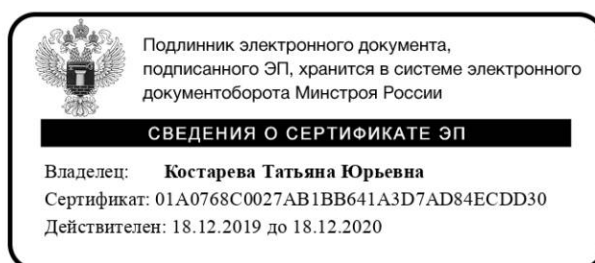 Подлинник электронного документа,
подписанного ЭП, хранится в системе электронного
документоборота Минстроя России
СВЕДЕНИЯ О СЕРТИФИКАТЕ ЭП
Владелец: Костарева Татьяна Юрьевна
Сертификат: 01A0768C0027AB1BB641A3D7AD84ECDD30
Действителен: 18.12.2019 до 18.12.2020